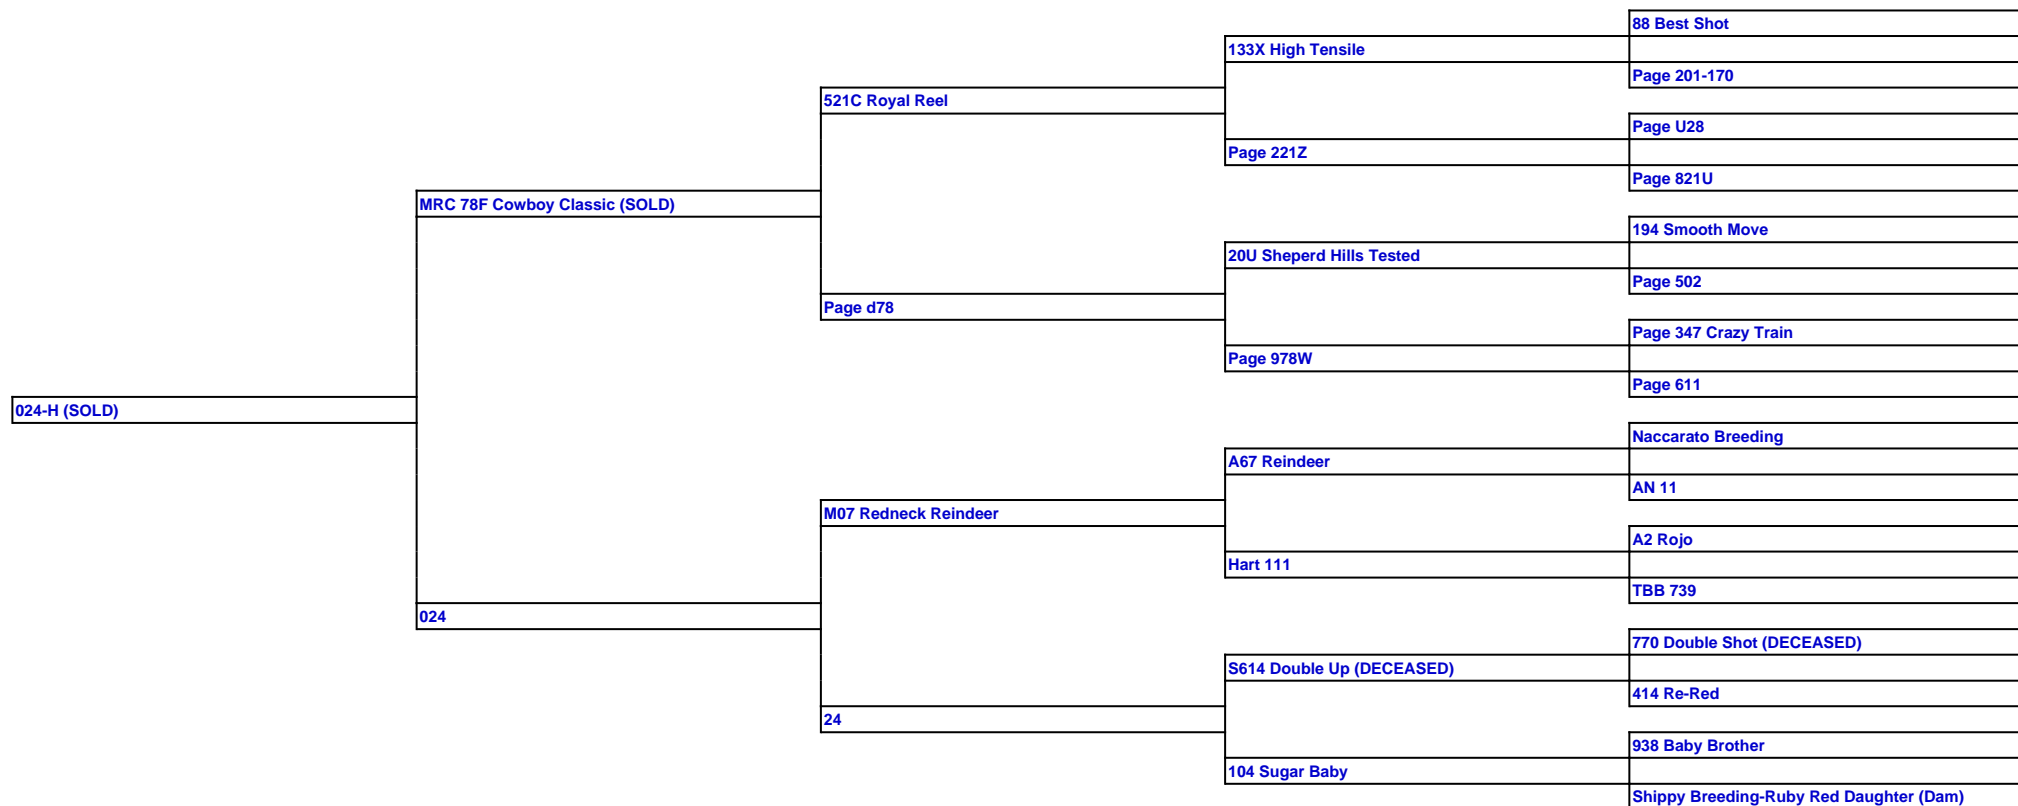 88 Best Shot
133X High Tensile
Page 201-170
521C Royal Reel
Page U28
Page 221Z
Page 821U
MRC 78F Cowboy Classic (SOLD)
194 Smooth Move
20U Sheperd Hills Tested
Page 502
Page d78
Page 347 Crazy Train
Page 978W
Page 611
024-H (SOLD)
Naccarato Breeding
A67 Reindeer
AN 11
M07 Redneck Reindeer
A2 Rojo
Hart 111
TBB 739
024
770 Double Shot (DECEASED)
S614 Double Up (DECEASED)
414 Re-Red
24
938 Baby Brother
104 Sugar Baby
Shippy Breeding-Ruby Red Daughter (Dam)